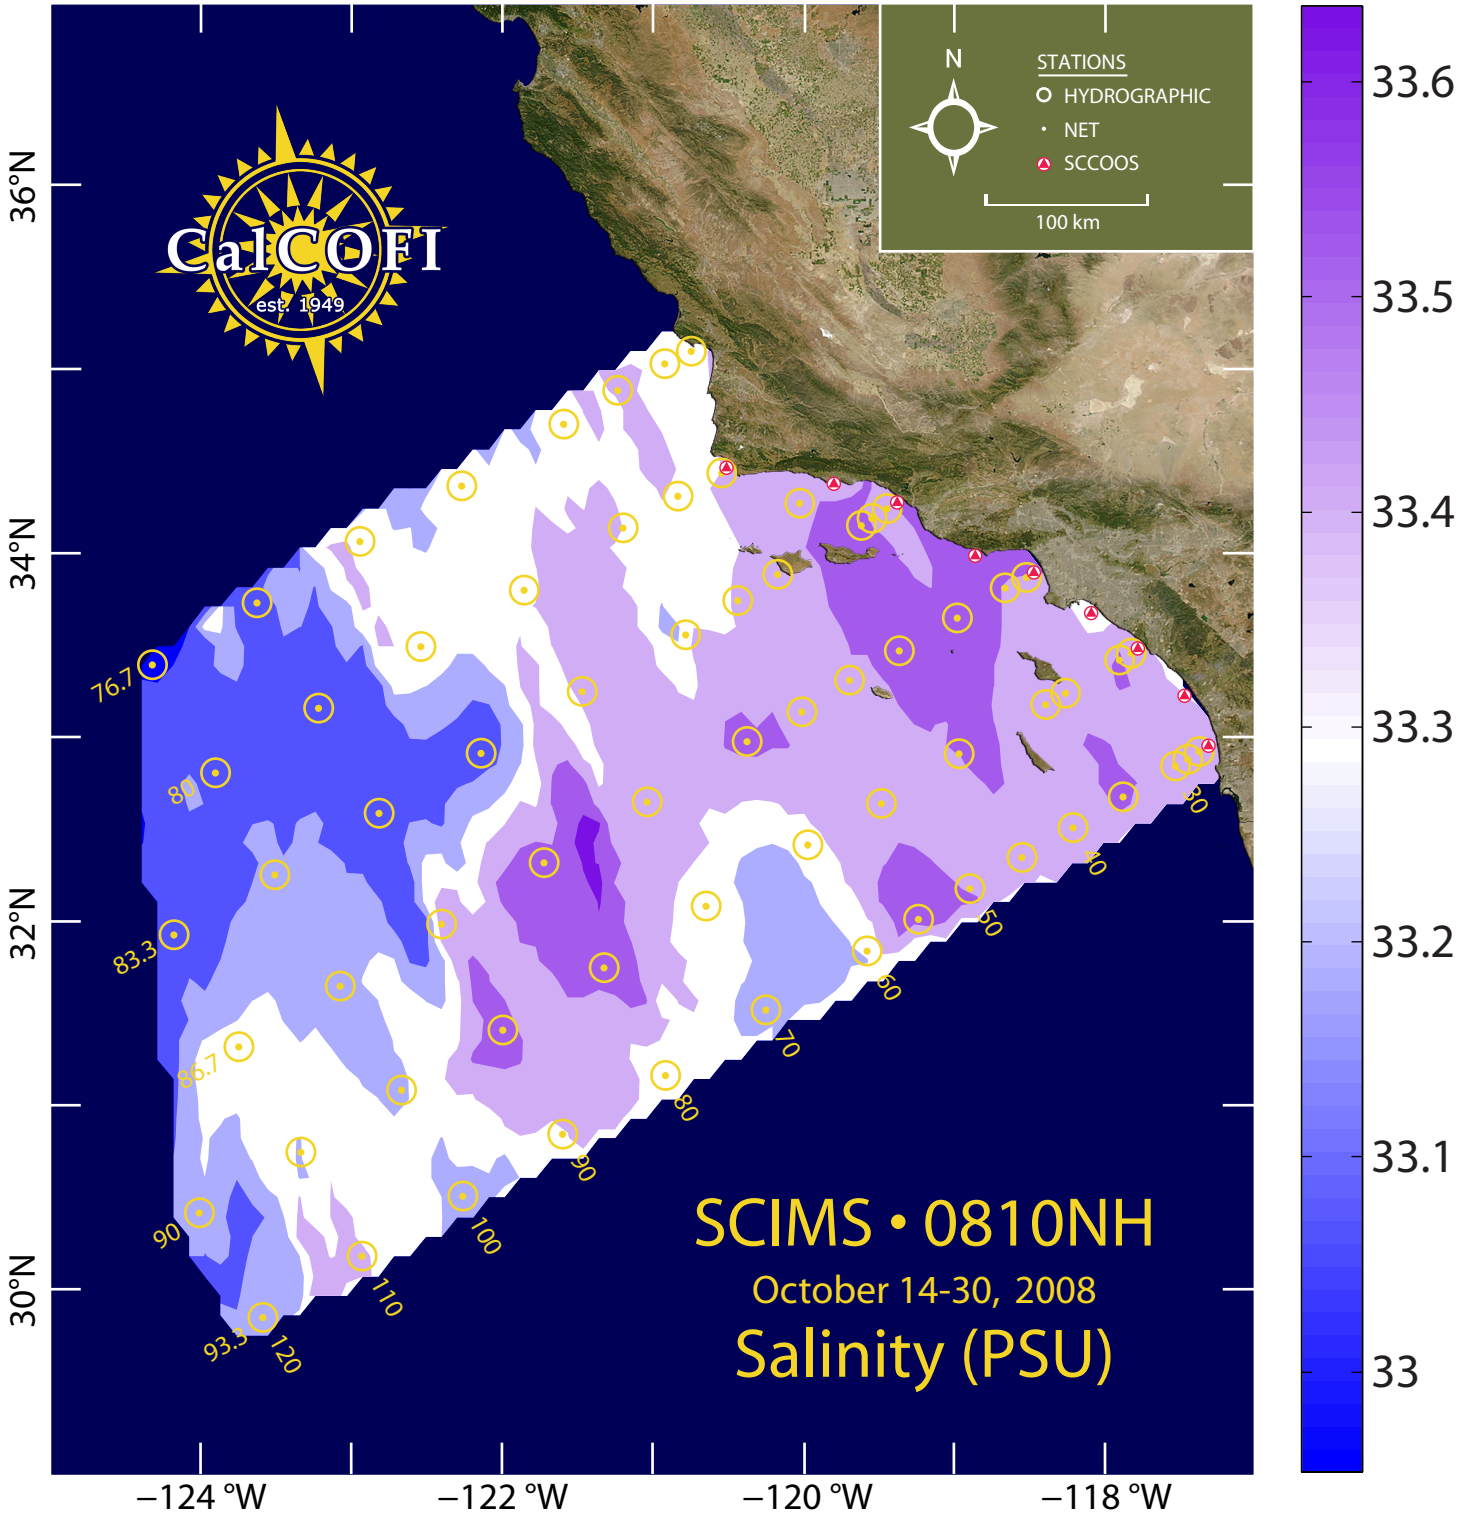 N
STATIONS
HYDROGRAPHIC
NET
SCCOOS
100 km
CalCOFI
est. 1949
36°N
34°N
32°N
30°N
76.7
80
83.3
86.7
90
93.3
30
40
50
60
70
80
90
100
110
120
SCIMS • 0810NH
October 14-30, 2008
Salinity (PSU)
−124 °W
−122 °W
−120 °W
−118 °W
33.6
33.5
33.4
33.3
33.2
33.1
33